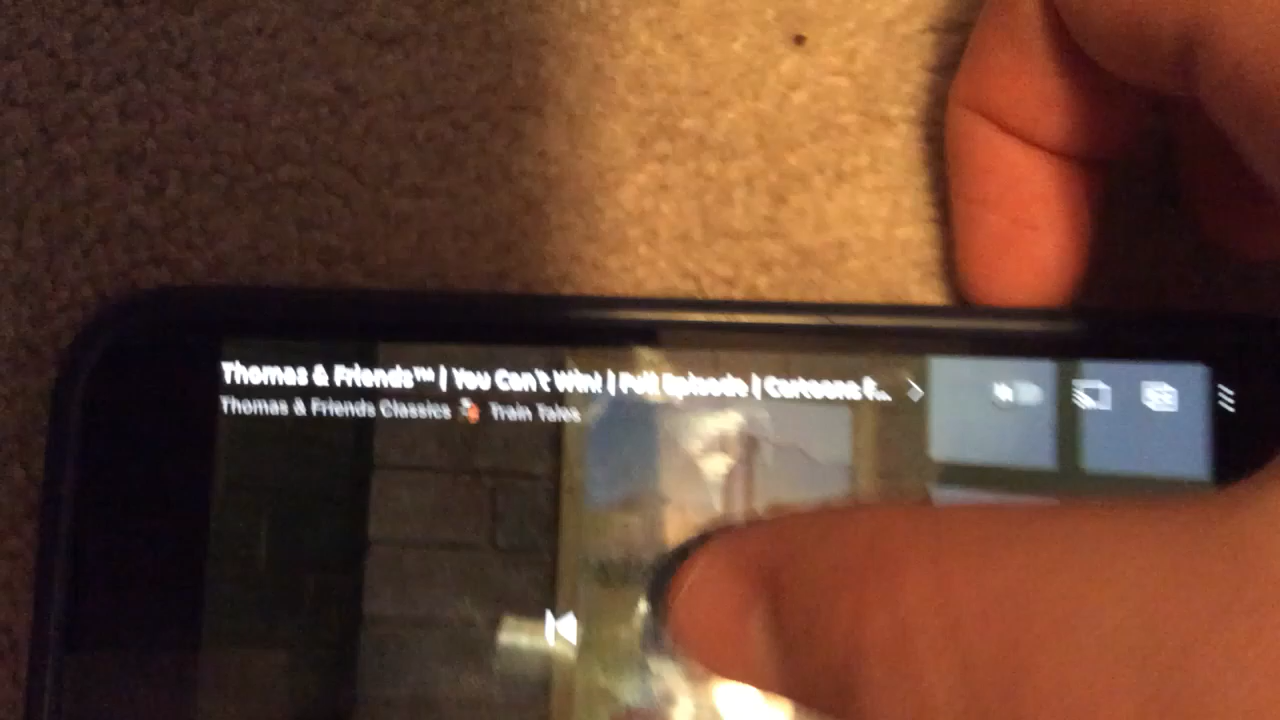 Thomas & Friends™ | You Can't Win! | Full Episode | Cartoons f...
Thomas & Friends Classics 🚂 Train Tales